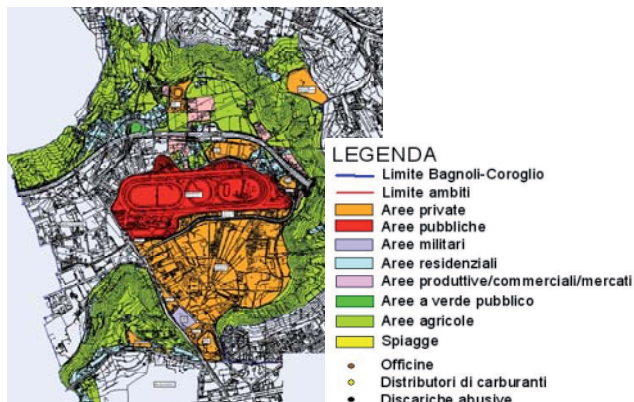 LEGENDA
Limite Bagnoli-Coroglio
Limite ambiti
Aree private
Aree pubbliche
Aree militari
Aree residenziali
Aree produttive/commerciali/mercati
Aree a verde pubblico
Aree agricole
Spiagge
Officine
Distributori di carburanti
Discariche abusive